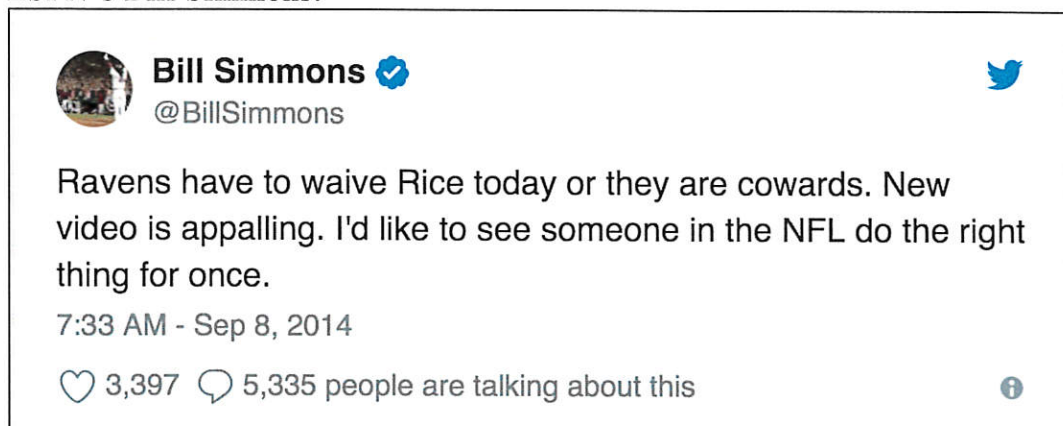 Bill Simmons
@BillSimmons
Ravens have to waive Rice today or they are cowards. New
video is appalling. I'd like to see someone in the NFL do the right
thing for once.
7:33 AM - Sep 8, 2014
3,397 5,335 people are talking about this